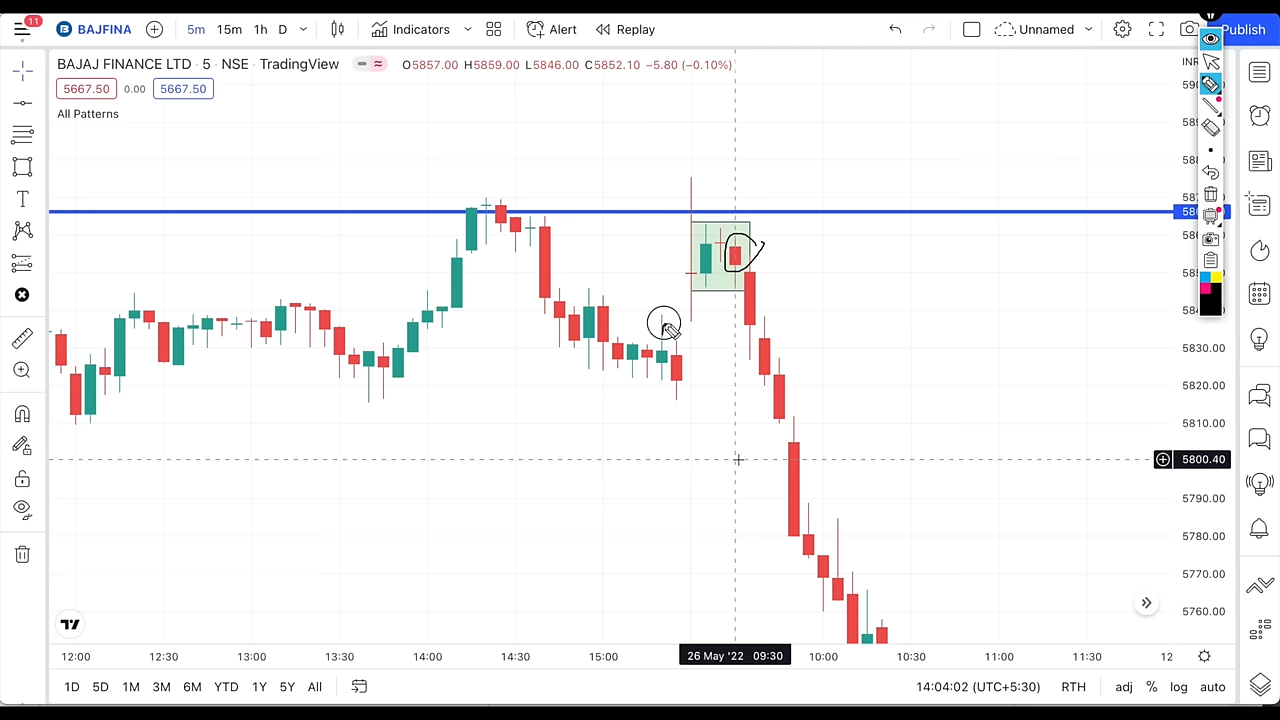 11
BAJFINA
5m 15m 1h D
Indicators
Alert
Replay
Unnamed
Publish
BAJAJ FINANCE LTD · 5 · NSE · TradingView
O5857.00 H5859.00 L5846.00 C5852.10 −5.80 (−0.10%)
INR
5667.50 0.00 5667.50
All Patterns
5830.00
5820.00
5810.00
5800.40
5790.00
5780.00
5770.00
5760.00
12:00 12:30 13:00 13:30 14:00 14:30 15:00 26 May '22 09:30 10:00 10:30 11:00 11:30 12
1D 5D 1M 3M 6M YTD 1Y 5Y All
14:04:02 (UTC+5:30) RTH adj % log auto